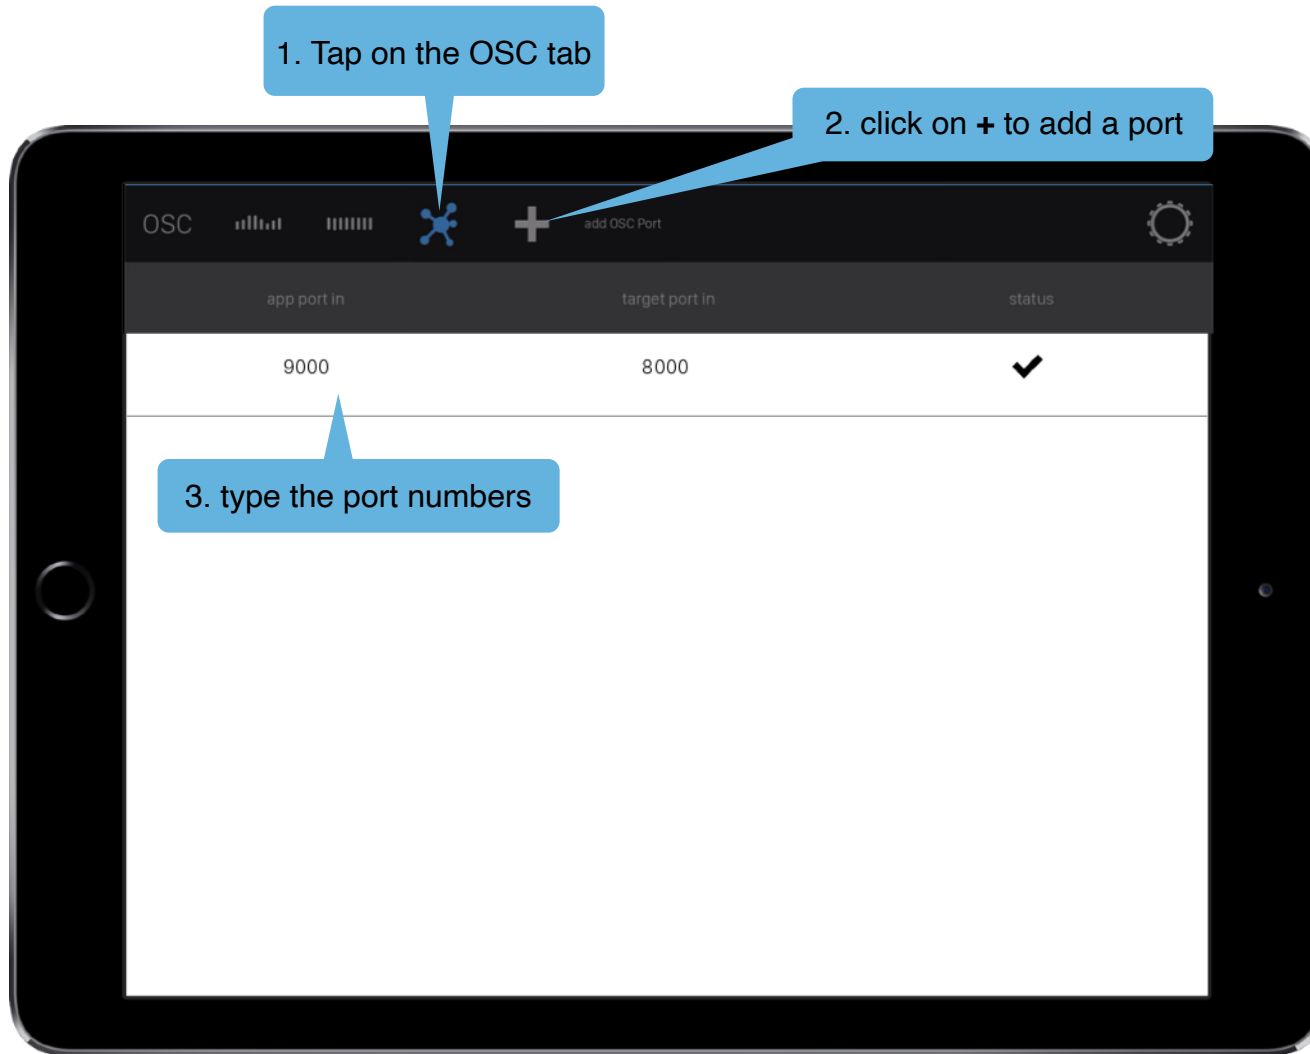 1. Tap on the OSC tab
2. click on + to add a port
OSC
add OSC Port
app port in
target port in
status
9000
8000
3. type the port numbers